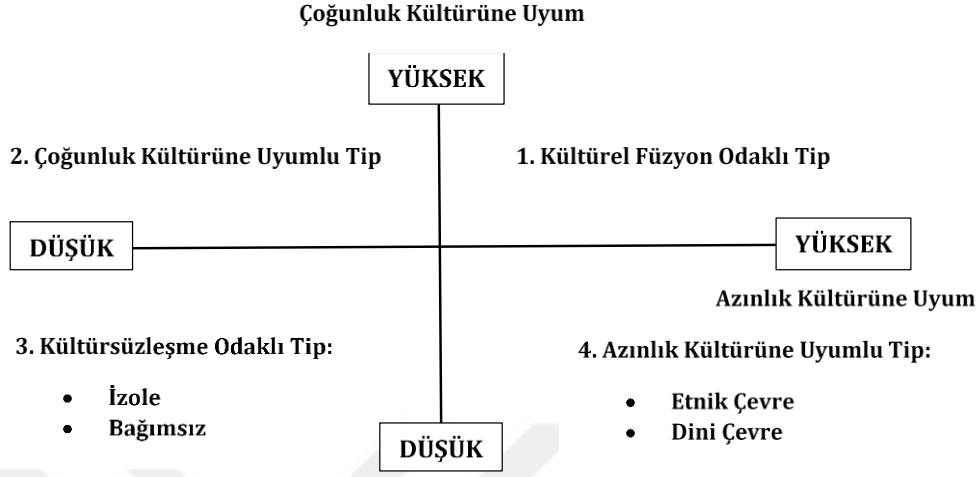 Çoğunluk Kültürüne Uyum
YÜKSEK
2. Çoğunluk Kültürüne Uyumlu Tip
1. Kültürel Füzyon Odaklı Tip
DÜŞÜK
YÜKSEK
Azınlık Kültürüne Uyum
3. Kültürsüzleşme Odaklı Tip:
• İzole
• Bağımsız
4. Azınlık Kültürüne Uyumlu Tip:
• Etnik Çevre
• Dini Çevre
DÜŞÜK